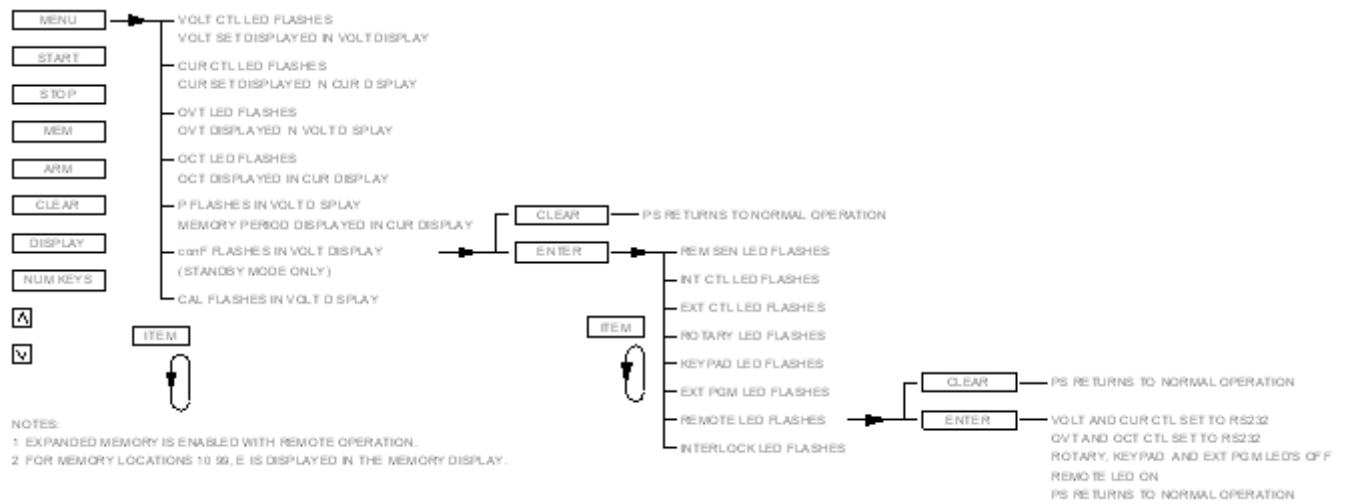 MENU
START
STOP
MEM
ARM
CLEAR
DISPLAY
NUM KEYS
VOLT CTL LED FLASHES
VOLT SET DISPLAYED IN VOLT DISPLAY
CUR CTL LED FLASHES
CUR SET DISPLAYED N CUR D SPLAY
OVT LED FLASHES
OVT DISPLAYED N VOLT D SPLAY
OCT LED FLASHES
OCT DISPLAYED IN CUR DISPLAY
P FLASHES IN VOLT D SPLAY
MEMORY PERIOD DISPLAYED IN CUR DISPLAY
conF FLASHES IN VOLT DISPLAY
(STANDBY MODE ONLY)
CAL FLASHES IN VOLT D SPLAY
ITEM
CLEAR
PS RETURNS TO NORMAL OPERATION
ENTER
REM SEN LED FLASHES
INT CTL LED FLASHES
EXT CTL LED FLASHES
ROTARY LED FLASHES
KEYPAD LED FLASHES
EXT PGM LED FLASHES
REMOTE LED FLASHES
INTERLOCK LED FLASHES
ITEM
CLEAR
PS RETURNS TO NORMAL OPERATION
ENTER
VOLT AND CUR CTL SET TO RS232
OVT AND OCT CTL SET TO RS232
ROTARY, KEYPAD AND EXT PGM LED'S OFF
REMOTE LED ON
PS RETURNS TO NORMAL OPERATION
NOTES:
1 EXPANDED MEMORY IS ENABLED WITH REMOTE OPERATION.
2 FOR MEMORY LOCATIONS 10 99, E IS DISPLAYED IN THE MEMORY DISPLAY.